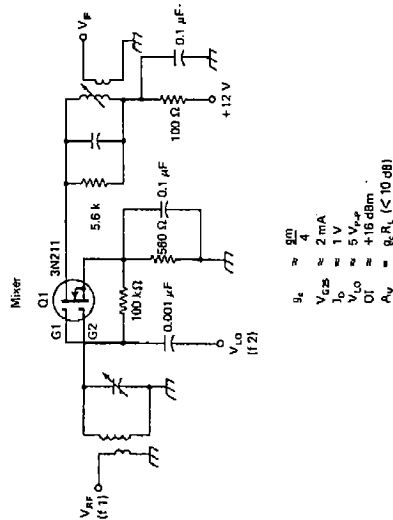 Mixer
Q1
3N211
G1
G2
V_RF
(f1)
V_LO
(f2)
0.001 μF
100 kΩ
580 Ω
0.1 μF
5.6 k
100 Ω
+12 V
0.1 μF
V_IF
g_c ≈ gm/4
V_G2S ≈ 2 mA
I_D ≈ 1 V
V_LO ≈ 5 V_P-P
OI ≈ +16 dBm
A_V = g_c R_L (< 10 dB)